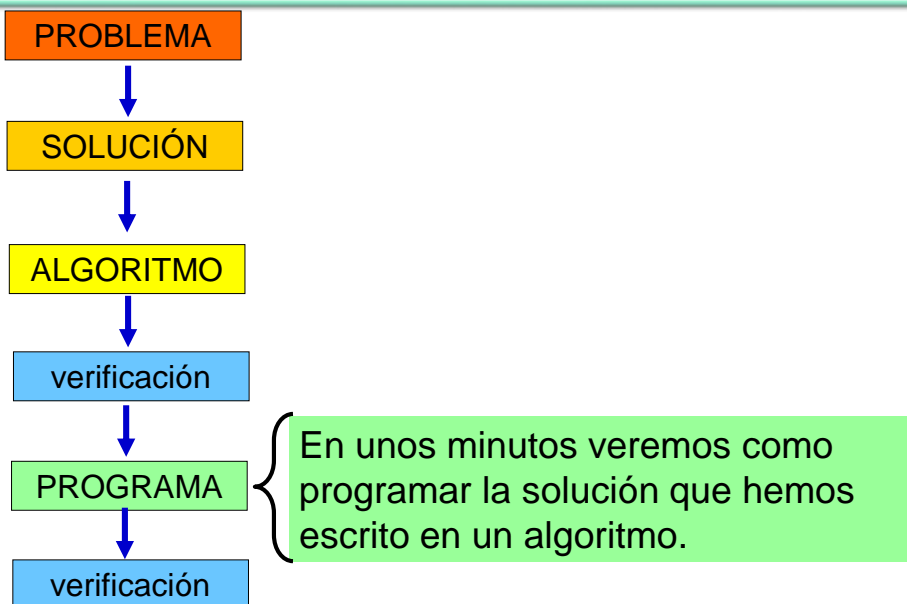 PROBLEMA
SOLUCIÓN
ALGORITMO
verificación
PROGRAMA
En unos minutos veremos como
programar la solución que hemos
escrito en un algoritmo.
verificación